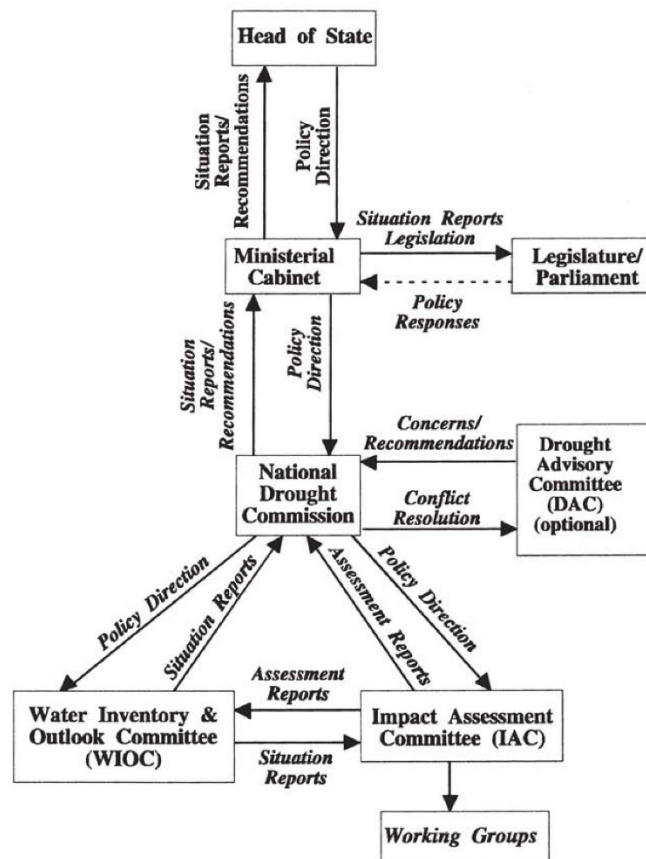 Head of State
Situation
Reports/
Recommendations
Policy
Direction
Situation Reports
Legislation
Ministerial
Cabinet
Legislature/
Parliament
Policy
Responses
Situation
Reports/
Recommendations
Policy
Direction
Concerns/
Recommendations
Drought
Advisory
Committee
(DAC)
(optional)
National
Drought
Commission
Conflict
Resolution
Policy Direction
Situation Reports
Assessment Reports
Policy Direction
Assessment
Reports
Water Inventory &
Outlook Committee
(WIOC)
Impact Assessment
Committee (IAC)
Situation
Reports
Working Groups